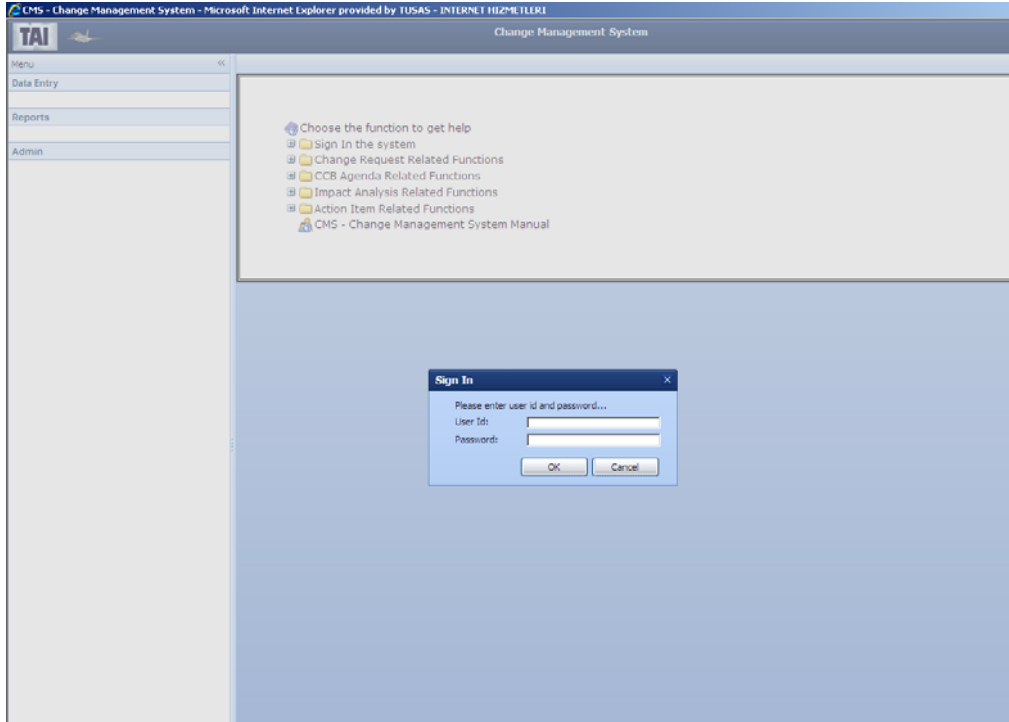 CMS - Change Management System - Microsoft Internet Explorer provided by TUSAS - INTERNET HIZMETLERI
TAI
Change Management System
Menu
Data Entry
Reports
Admin
Choose the function to get help
Sign In the system
Change Request Related Functions
CCB Agenda Related Functions
Impact Analysis Related Functions
Action Item Related Functions
CMS - Change Management System Manual
Sign In
Please enter user id and password...
User Id:
Password:
OK Cancel